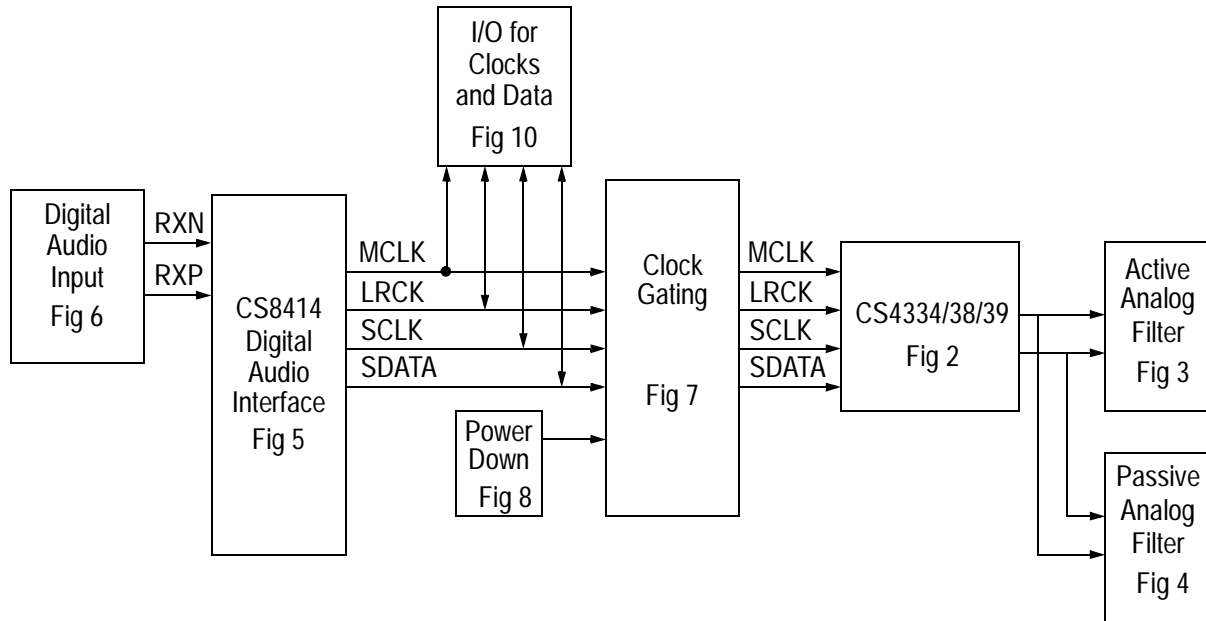 I/O for
Clocks
and Data
Fig 10
Digital
Audio
Input
Fig 6
RXN
RXP
CS8414
Digital
Audio
Interface
Fig 5
MCLK
LRCK
SCLK
SDATA
Power
Down
Fig 8
Clock
Gating
Fig 7
MCLK
LRCK
SCLK
SDATA
CS4334/38/39
Fig 2
Active
Analog
Filter
Fig 3
Passive
Analog
Filter
Fig 4